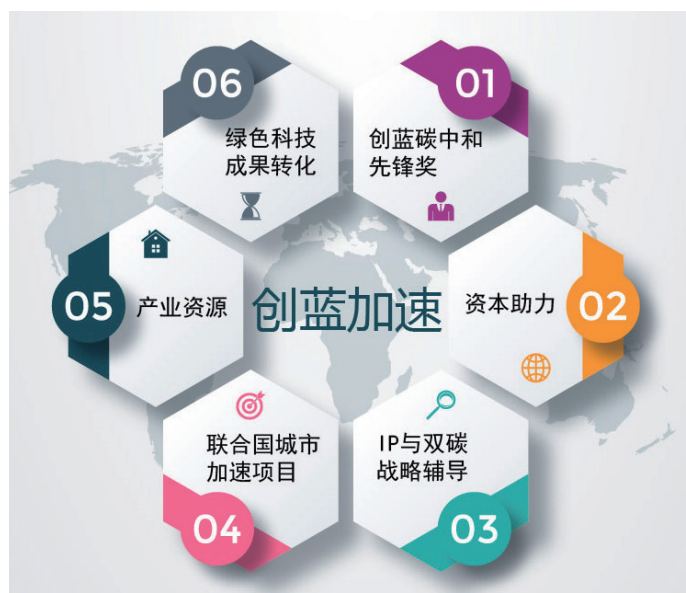 创蓝加速
01
创蓝碳中和
先锋奖
02
资本助力
03
IP与双碳
战略辅导
04
联合国城市
加速项目
05
产业资源
06
绿色科技
成果转化